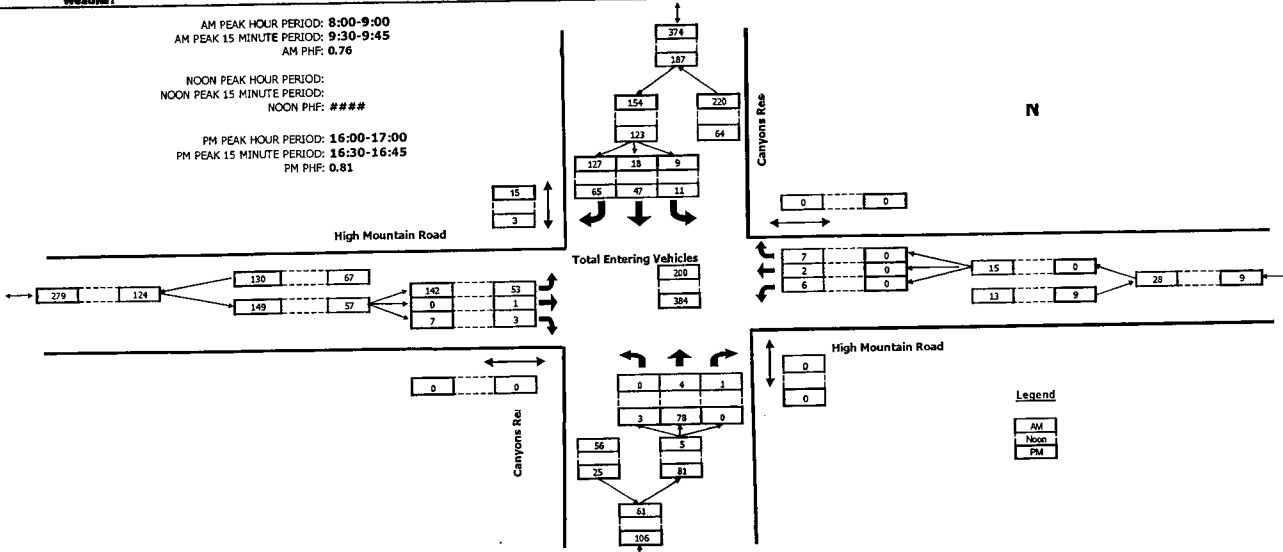 AM PEAK HOUR PERIOD: 8:00-9:00
AM PEAK 15 MINUTE PERIOD: 9:30-9:45
AM PHF: 0.76
NOON PEAK HOUR PERIOD:
NOON PEAK 15 MINUTE PERIOD:
NOON PHF: ####
PM PEAK HOUR PERIOD: 16:00-17:00
PM PEAK 15 MINUTE PERIOD: 16:30-16:45
PM PHF: 0.81
374
187
154 220
123 64
127 18 9
65 47 11
Canyons Res
N
15
3
0 0
High Mountain Road
Total Entering Vehicles
200
384
279 124
130 67
149 57
142 53
0 1
7 3
7 0
2 0
6 0
15 0
13 9
28 9
High Mountain Road
0 0
0
0
Canyons Res
0 4 1
3 78 0
56 5
25 81
61
106
Legend
AM
Noon
PM